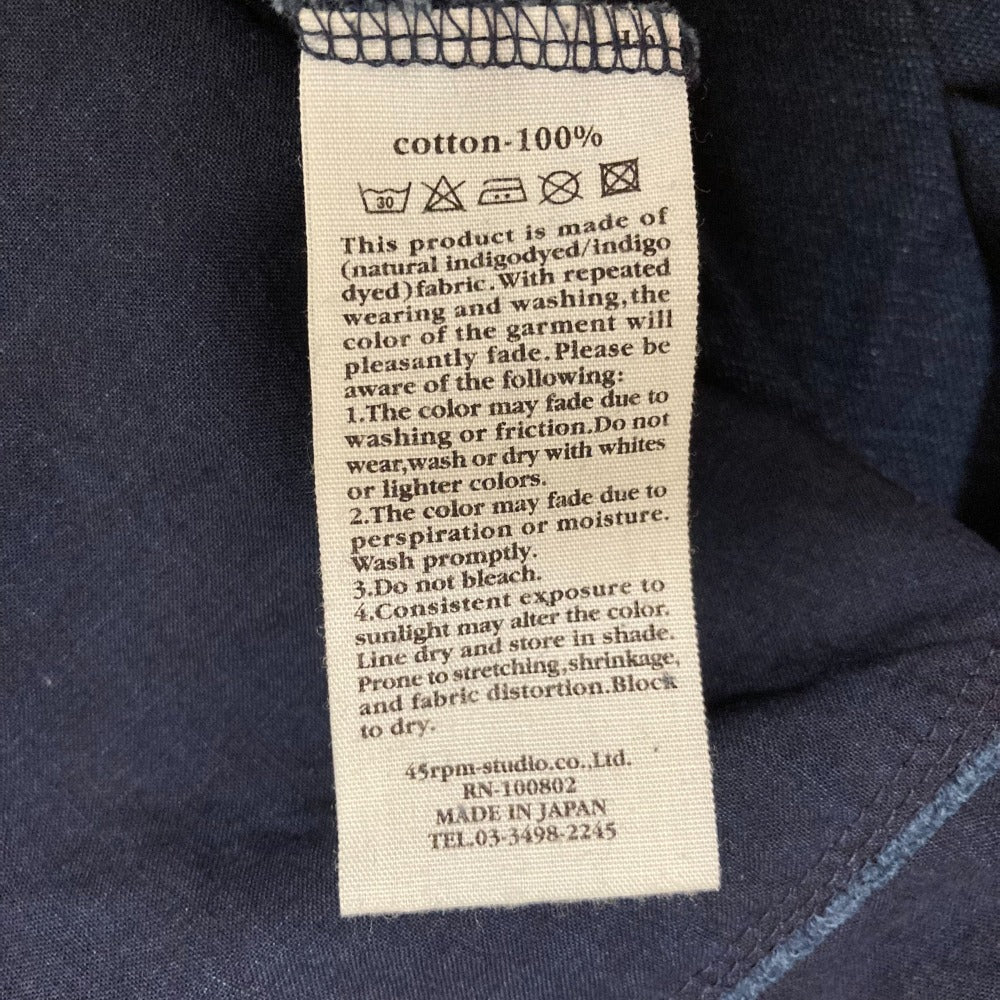 cotton-100%
30
This product is made of
(natural indigodyed/indigo
dyed)fabric.With repeated
wearing and washing,the
color of the garment will
pleasantly fade.Please be
aware of the following:
1.The color may fade due to
washing or friction.Do not
wear,wash or dry with whites
or lighter colors.
2.The color may fade due to
perspiration or moisture.
Wash promptly.
3.Do not bleach.
4.Consistent exposure to
sunlight may alter the color.
Line dry and store in shade.
Prone to stretching,shrinkage,
and fabric distortion.Block
to dry.
45rpm-studio.co.,Ltd.
RN-100802
MADE IN JAPAN
TEL.03-3498-2245